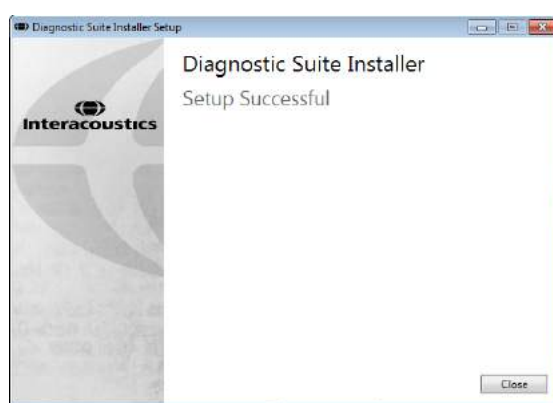 Diagnostic Suite Installer Setup
Diagnostic Suite Installer
Setup Successful
Interacoustics
Close